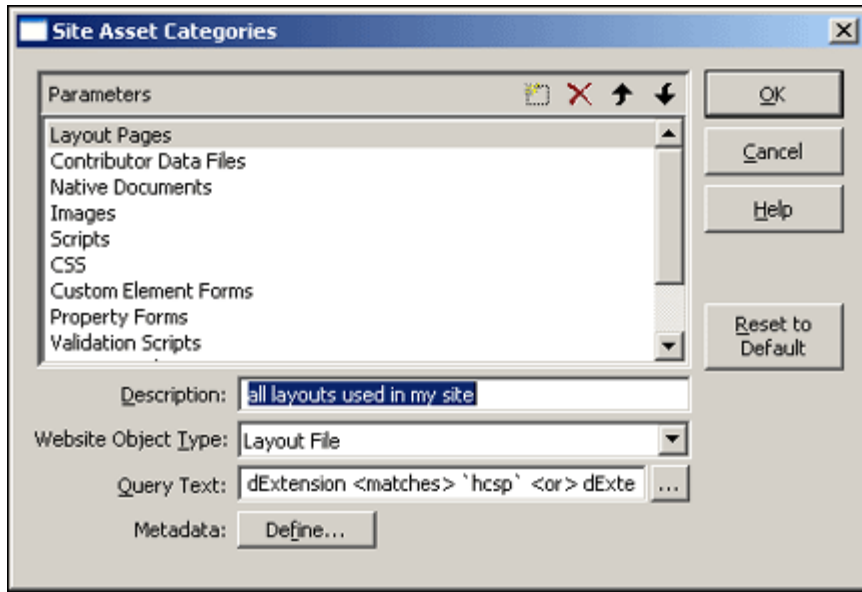 Site Asset Categories
Parameters
Layout Pages
Contributor Data Files
Native Documents
Images
Scripts
CSS
Custom Element Forms
Property Forms
Validation Scripts
OK
Cancel
Help
Reset to
Default
Description: all layouts used in my site
Website Object Type: Layout File
Query Text: dExtension <matches> `hcsp` <or> dExte ...
Metadata: Define...